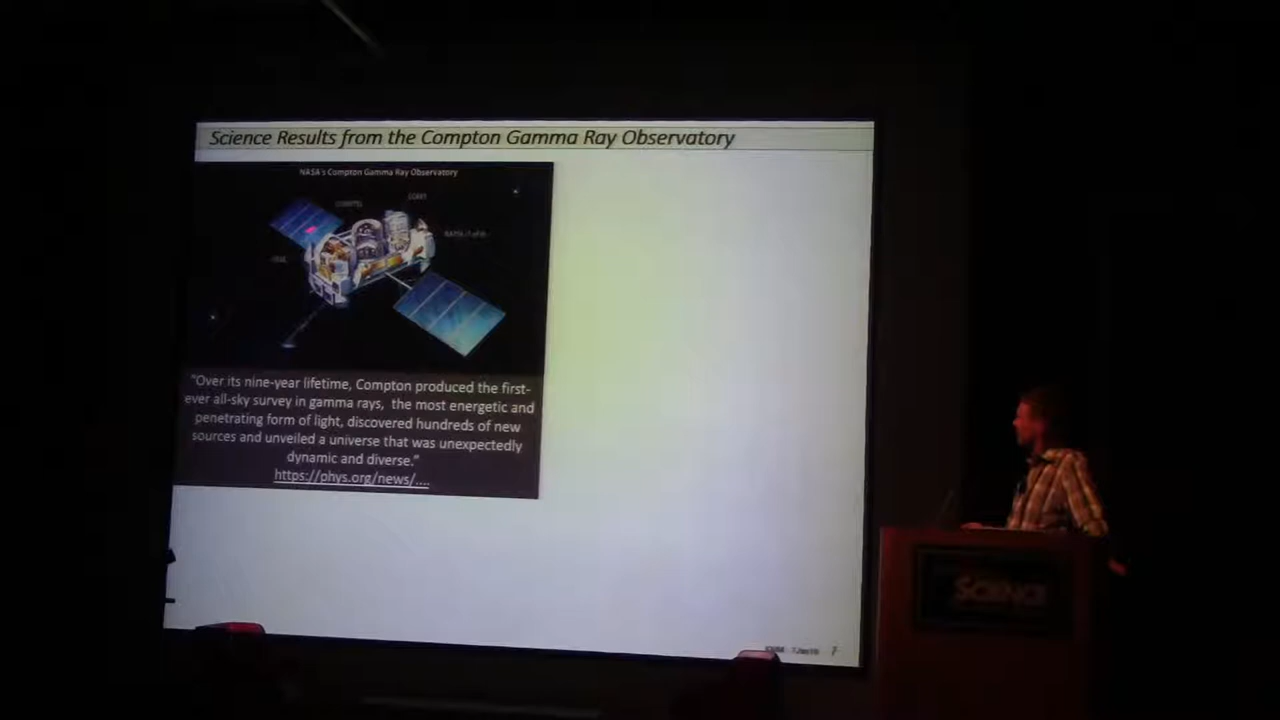 Science Results from the Compton Gamma Ray Observatory
NASA's Compton Gamma Ray Observatory
"Over its nine-year lifetime, Compton produced the first-
ever all-sky survey in gamma rays, the most energetic and
penetrating form of light, discovered hundreds of new
sources and unveiled a universe that was unexpectedly
dynamic and diverse."
https://phys.org/news/....
7
SCIENCE